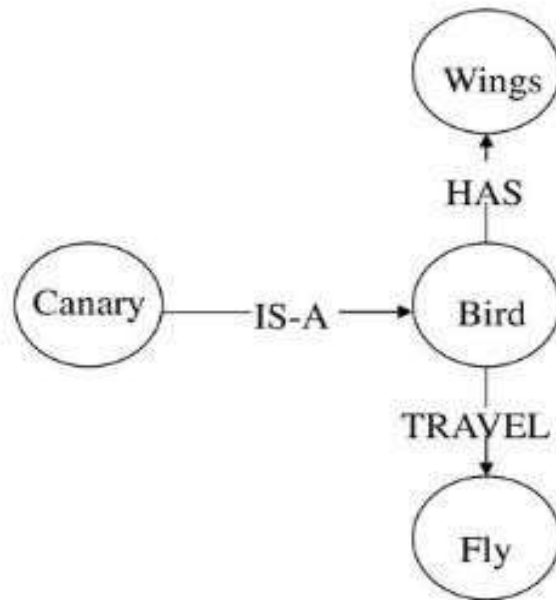 Wings
HAS
Canary
IS-A
Bird
TRAVEL
Fly